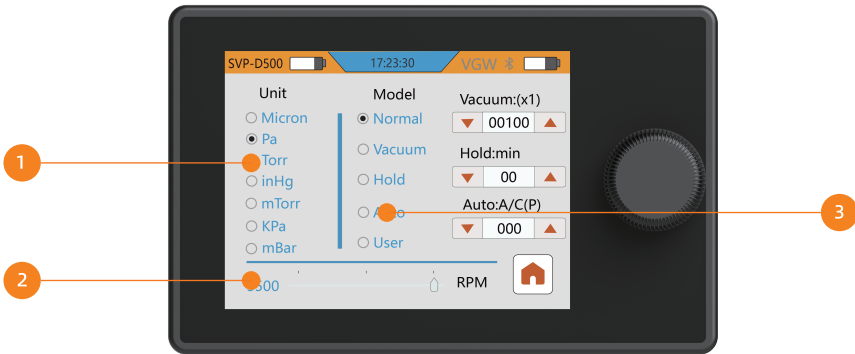 SVP-D500
17:23:30
VGW
Unit
Micron
Pa
Torr
inHg
mTorr
KPa
mBar
Model
Normal
Vacuum
Hold
User
Vacuum:(x1)
00100
Hold:min
00
Auto:A/C(P)
000
RPM
1
2
3